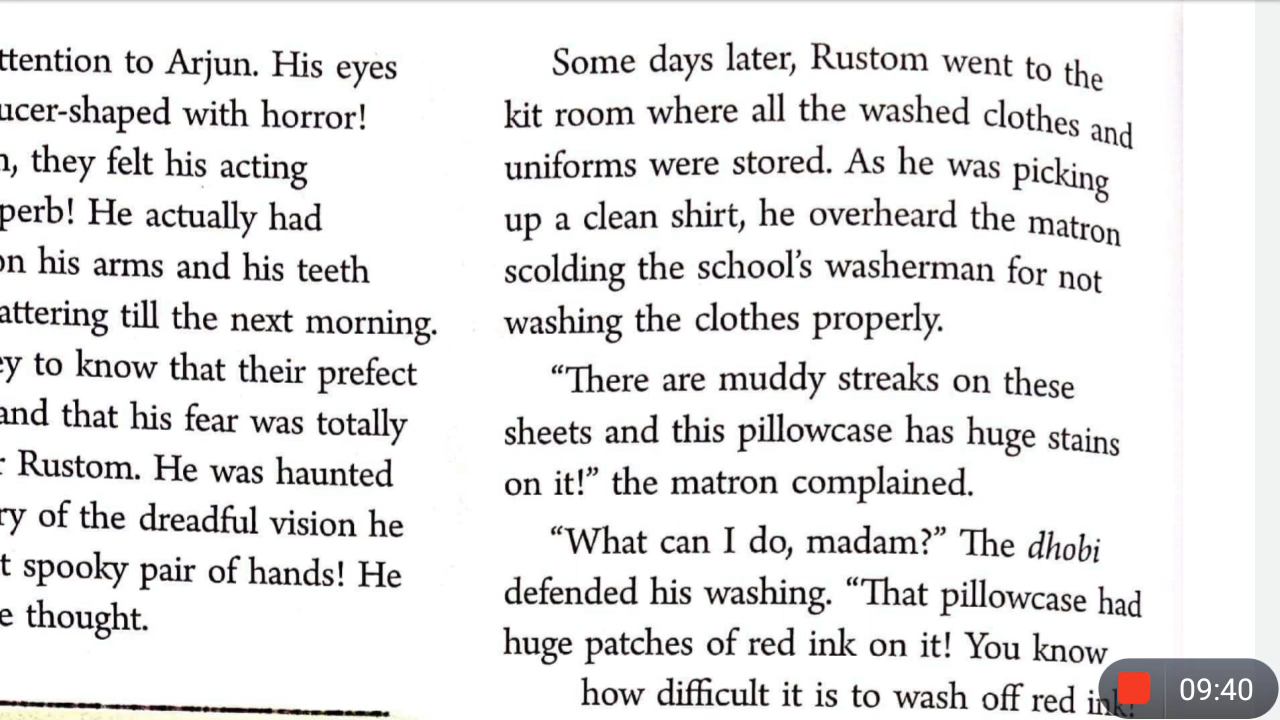 ttention to Arjun. His eyes
ucer-shaped with horror!
, they felt his acting
perb! He actually had
on his arms and his teeth
attering till the next morning.
ey to know that their prefect
and that his fear was totally
Rustom. He was haunted
ry of the dreadful vision he
t spooky pair of hands! He
e thought.
Some days later, Rustom went to the
kit room where all the washed clothes and
uniforms were stored. As he was picking
up a clean shirt, he overheard the matron
scolding the school’s washerman for not
washing the clothes properly.
“There are muddy streaks on these
sheets and this pillowcase has huge stains
on it!” the matron complained.
“What can I do, madam?” The dhobi
defended his washing. “That pillowcase had
huge patches of red ink on it! You know
how difficult it is to wash off red ink!
09:40